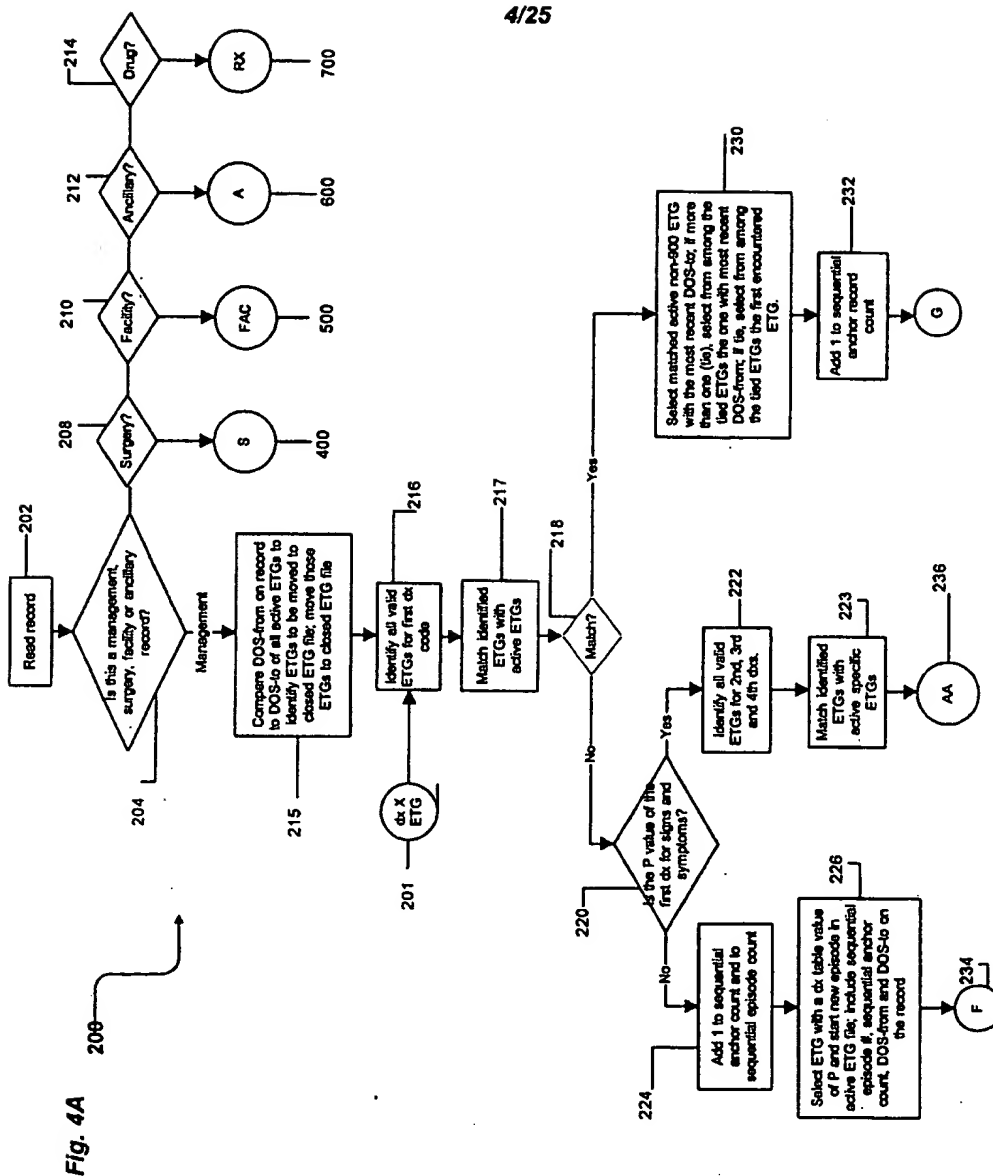 4/25
Fig. 4A
200
202
Read record
Is this a management,
surgery, facility or ancillary
record?
204
Management
208
Surgery?
S
400
210
Facility?
FAC
500
212
Ancillary?
A
600
214
Drug?
RX
700
Compare DOS-from on record
to DOS-to of all active ETGs to
identify ETGs to be moved to
closed ETG file; move those
ETGs to closed ETG file
215
dx X
ETG
201
Identify all valid
ETGs for first dx
code
216
Match identified
ETGs with
active ETGs
217
Match?
218
No
Yes
Is the P value of the
first dx for signs and
symptoms?
220
No
Yes
Identify all valid
ETGs for 2nd, 3rd
and 4th dxs.
222
Match identified
ETGs with
active specific
ETGs
223
AA
236
Add 1 to sequential
anchor count and to
sequential episode count
224
Select ETG with a dx table value
of P and start new episode in
active ETG file; include sequential
episode #, sequential anchor
count, DOS-from and DOS-to on
the record
226
F
234
Select matched active non-900 ETG
with the most recent DOS-to; if more
than one (tie), select from among the
tied ETGs the one with most recent
DOS-from; if tie, select from among
the tied ETGs the first encountered
ETG.
230
Add 1 to sequential
anchor record
count
232
G